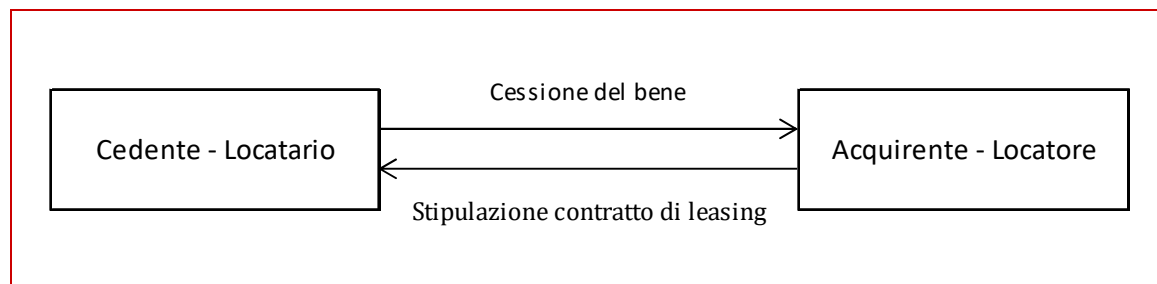 Cessione del bene
Cedente - Locatario
Acquirente - Locatore
Stipulazione contratto di leasing